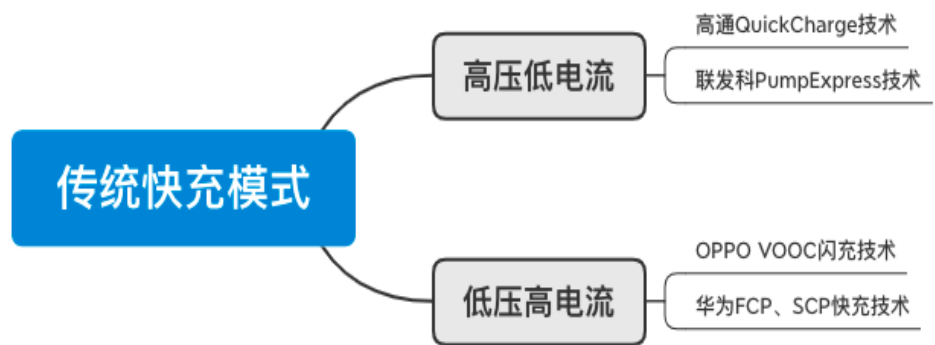 传统快充模式
高压低电流
高通QuickCharge技术
联发科PumpExpress技术
低压高电流
OPPO VOOC闪充技术
华为FCP、SCP快充技术